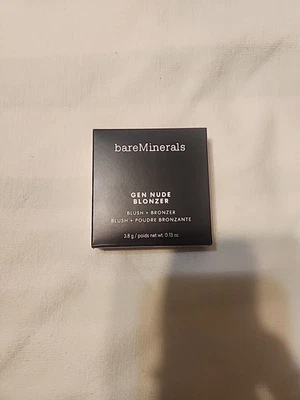 bareMinerals
GEN NUDE
BLONZER
BLUSH + BRONZER
BLUSH + POUDRE BRONZANTE
3.8 g / poids net wt. 0.13 oz.